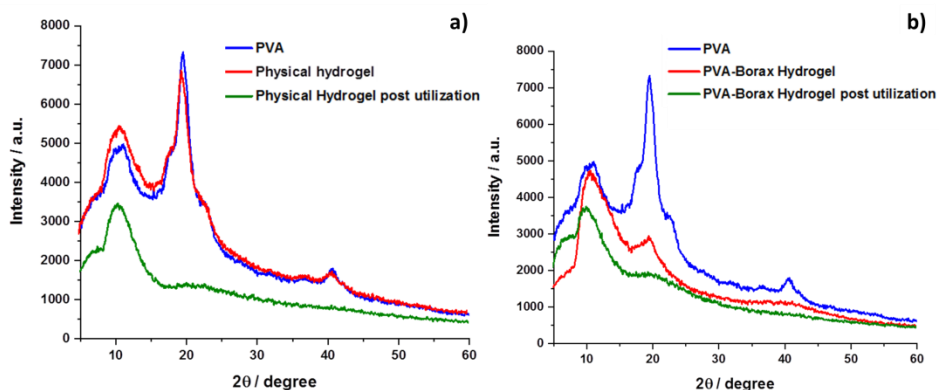 a)
PVA
Physical hydrogel
Physical Hydrogel post utilization
8000
7000
6000
5000
4000
3000
2000
1000
0
Intensity / a.u.
10 20 30 40 50 60
2θ / degree
b)
PVA
PVA-Borax Hydrogel
PVA-Borax Hydrogel post utilization
8000
7000
6000
5000
4000
3000
2000
1000
0
Intensity / a.u.
10 20 30 40 50 60
2θ / degree